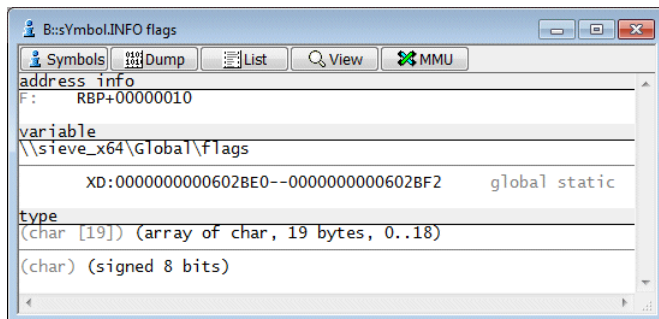 B::sYmbol.INFO flags
Symbols Dump List View MMU
address info
F: RBP+00000010
variable
\\sieve_x64\Global\flags
XD:0000000000602BE0--0000000000602BF2 global static
type
(char [19]) (array of char, 19 bytes, 0..18)
(char) (signed 8 bits)